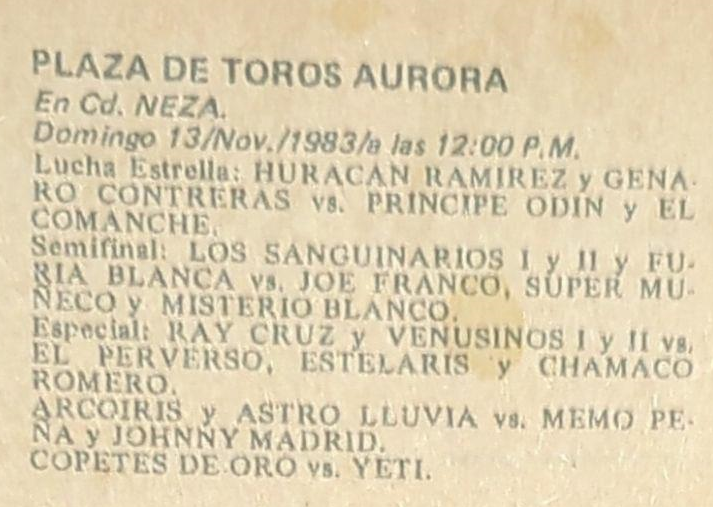 PLAZA DE TOROS AURORA
En Cd. NEZA.
Domingo 13/Nov./1983/a las 12:00 P.M.
Lucha Estrella: HURACAN RAMIREZ y GENA-
RO CONTRERAS vs. PRINCIPE ODIN y EL
COMANCHE.
Semifinal: LOS SANGUINARIOS I y II y FU-
RIA BLANCA vs. JOE FRANCO, SUPER MU-
ÑECO y MISTERIO BLANCO.
Especial: RAY CRUZ y VENUSINOS I y II vs.
EL PERVERSO, ESTELARIS y CHAMACO
ROMERO.
ARCOIRIS y ASTRO LLUVIA vs. MEMO PE-
ÑA y JOHNNY MADRID.
COPETES DE ORO vs. YETI.